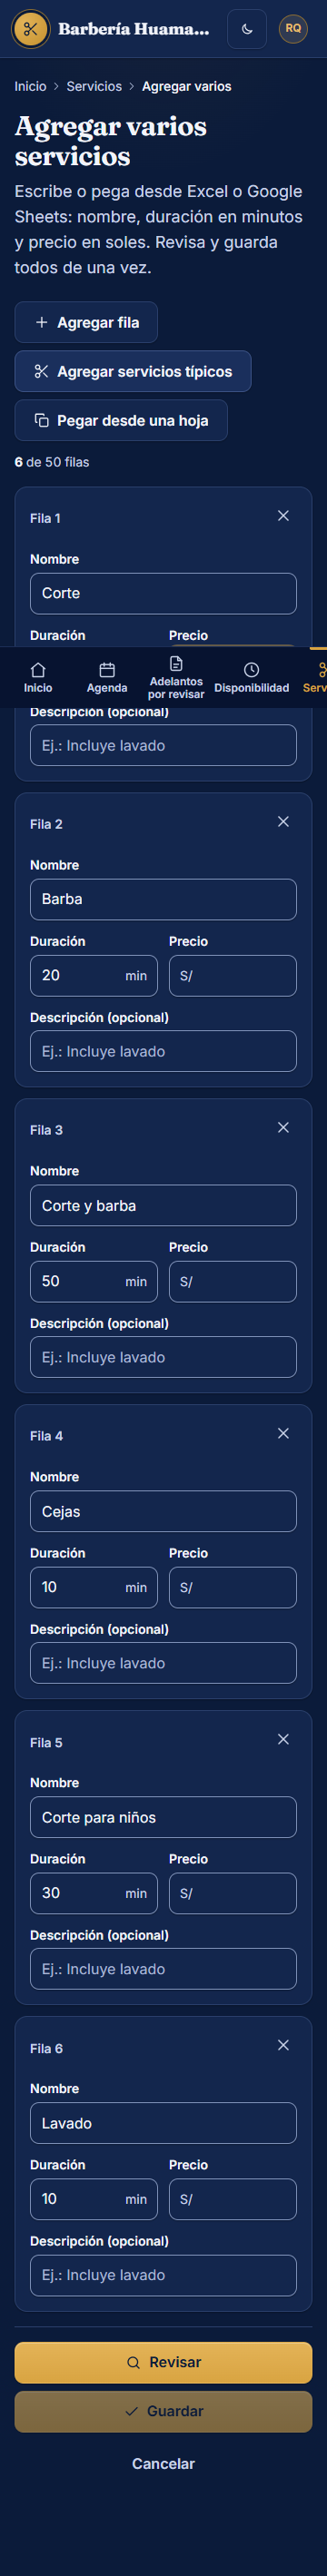 Barbería Huama...
RQ
Inicio > Servicios > Agregar varios
Agregar varios
servicios
Escribe o pega desde Excel o Google
Sheets: nombre, duración en minutos
y precio en soles. Revisa y guarda
todos de una vez.
Agregar fila
Agregar servicios típicos
Pegar desde una hoja
6 de 50 filas
Fila 1
Nombre
Corte
Duración Precio
Inicio
Agenda
Adelantos
por revisar
Disponibilidad
Serv
Descripción (opcional)
Ej.: Incluye lavado
Fila 2
Nombre
Barba
Duración Precio
20 min S/
Descripción (opcional)
Ej.: Incluye lavado
Fila 3
Nombre
Corte y barba
Duración Precio
50 min S/
Descripción (opcional)
Ej.: Incluye lavado
Fila 4
Nombre
Cejas
Duración Precio
10 min S/
Descripción (opcional)
Ej.: Incluye lavado
Fila 5
Nombre
Corte para niños
Duración Precio
30 min S/
Descripción (opcional)
Ej.: Incluye lavado
Fila 6
Nombre
Lavado
Duración Precio
10 min S/
Descripción (opcional)
Ej.: Incluye lavado
Revisar
Guardar
Cancelar